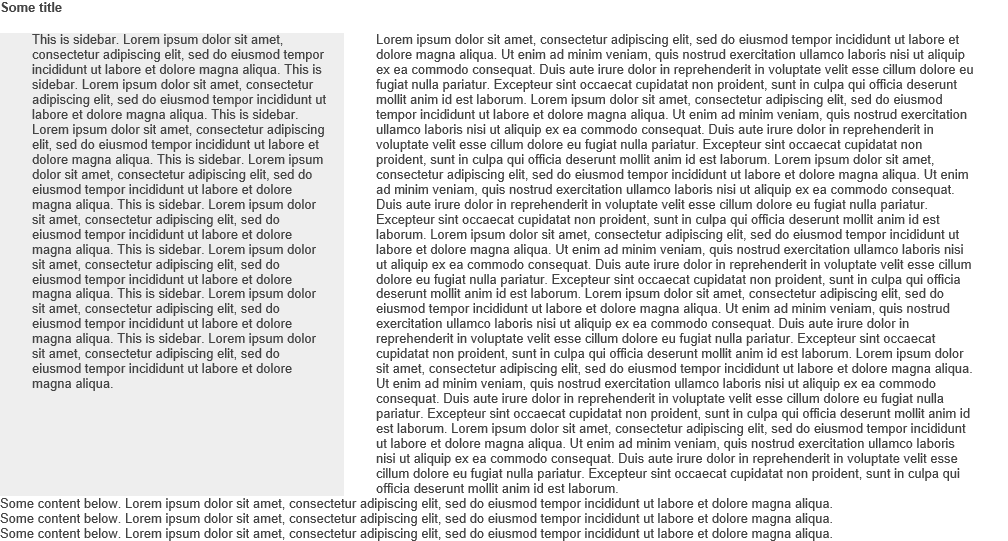 Some title
This is sidebar. Lorem ipsum dolor sit amet,
consectetur adipiscing elit, sed do eiusmod tempor
incididunt ut labore et dolore magna aliqua. This is
sidebar. Lorem ipsum dolor sit amet, consectetur
adipiscing elit, sed do eiusmod tempor incididunt ut
labore et dolore magna aliqua. This is sidebar.
Lorem ipsum dolor sit amet, consectetur adipiscing
elit, sed do eiusmod tempor incididunt ut labore et
dolore magna aliqua. This is sidebar. Lorem ipsum
dolor sit amet, consectetur adipiscing elit, sed do
eiusmod tempor incididunt ut labore et dolore
magna aliqua. This is sidebar. Lorem ipsum dolor
sit amet, consectetur adipiscing elit, sed do
eiusmod tempor incididunt ut labore et dolore
magna aliqua. This is sidebar. Lorem ipsum dolor
sit amet, consectetur adipiscing elit, sed do
eiusmod tempor incididunt ut labore et dolore
magna aliqua. This is sidebar. Lorem ipsum dolor
sit amet, consectetur adipiscing elit, sed do
eiusmod tempor incididunt ut labore et dolore
magna aliqua. This is sidebar. Lorem ipsum dolor
sit amet, consectetur adipiscing elit, sed do
eiusmod tempor incididunt ut labore et dolore
magna aliqua.
Lorem ipsum dolor sit amet, consectetur adipiscing elit, sed do eiusmod tempor incididunt ut labore et
dolore magna aliqua. Ut enim ad minim veniam, quis nostrud exercitation ullamco laboris nisi ut aliquip
ex ea commodo consequat. Duis aute irure dolor in reprehenderit in voluptate velit esse cillum dolore eu
fugiat nulla pariatur. Excepteur sint occaecat cupidatat non proident, sunt in culpa qui officia deserunt
mollit anim id est laborum. Lorem ipsum dolor sit amet, consectetur adipiscing elit, sed do eiusmod
tempor incididunt ut labore et dolore magna aliqua. Ut enim ad minim veniam, quis nostrud exercitation
ullamco laboris nisi ut aliquip ex ea commodo consequat. Duis aute irure dolor in reprehenderit in
voluptate velit esse cillum dolore eu fugiat nulla pariatur. Excepteur sint occaecat cupidatat non
proident, sunt in culpa qui officia deserunt mollit anim id est laborum. Lorem ipsum dolor sit amet,
consectetur adipiscing elit, sed do eiusmod tempor incididunt ut labore et dolore magna aliqua. Ut enim
ad minim veniam, quis nostrud exercitation ullamco laboris nisi ut aliquip ex ea commodo consequat.
Duis aute irure dolor in reprehenderit in voluptate velit esse cillum dolore eu fugiat nulla pariatur.
Excepteur sint occaecat cupidatat non proident, sunt in culpa qui officia deserunt mollit anim id est
laborum. Lorem ipsum dolor sit amet, consectetur adipiscing elit, sed do eiusmod tempor incididunt ut
labore et dolore magna aliqua. Ut enim ad minim veniam, quis nostrud exercitation ullamco laboris nisi
ut aliquip ex ea commodo consequat. Duis aute irure dolor in reprehenderit in voluptate velit esse cillum
dolore eu fugiat nulla pariatur. Excepteur sint occaecat cupidatat non proident, sunt in culpa qui officia
deserunt mollit anim id est laborum. Lorem ipsum dolor sit amet, consectetur adipiscing elit, sed do
eiusmod tempor incididunt ut labore et dolore magna aliqua. Ut enim ad minim veniam, quis nostrud
exercitation ullamco laboris nisi ut aliquip ex ea commodo consequat. Duis aute irure dolor in
reprehenderit in voluptate velit esse cillum dolore eu fugiat nulla pariatur. Excepteur sint occaecat
cupidatat non proident, sunt in culpa qui officia deserunt mollit anim id est laborum. Lorem ipsum dolor
sit amet, consectetur adipiscing elit, sed do eiusmod tempor incididunt ut labore et dolore magna aliqua.
Ut enim ad minim veniam, quis nostrud exercitation ullamco laboris nisi ut aliquip ex ea commodo
consequat. Duis aute irure dolor in reprehenderit in voluptate velit esse cillum dolore eu fugiat nulla
pariatur. Excepteur sint occaecat cupidatat non proident, sunt in culpa qui officia deserunt mollit anim id
est laborum. Lorem ipsum dolor sit amet, consectetur adipiscing elit, sed do eiusmod tempor incididunt
ut labore et dolore magna aliqua. Ut enim ad minim veniam, quis nostrud exercitation ullamco laboris
nisi ut aliquip ex ea commodo consequat. Duis aute irure dolor in reprehenderit in voluptate velit esse
cillum dolore eu fugiat nulla pariatur. Excepteur sint occaecat cupidatat non proident, sunt in culpa qui
officia deserunt mollit anim id est laborum.
Some content below. Lorem ipsum dolor sit amet, consectetur adipiscing elit, sed do eiusmod tempor incididunt ut labore et dolore magna aliqua.
Some content below. Lorem ipsum dolor sit amet, consectetur adipiscing elit, sed do eiusmod tempor incididunt ut labore et dolore magna aliqua.
Some content below. Lorem ipsum dolor sit amet, consectetur adipiscing elit, sed do eiusmod tempor incididunt ut labore et dolore magna aliqua.